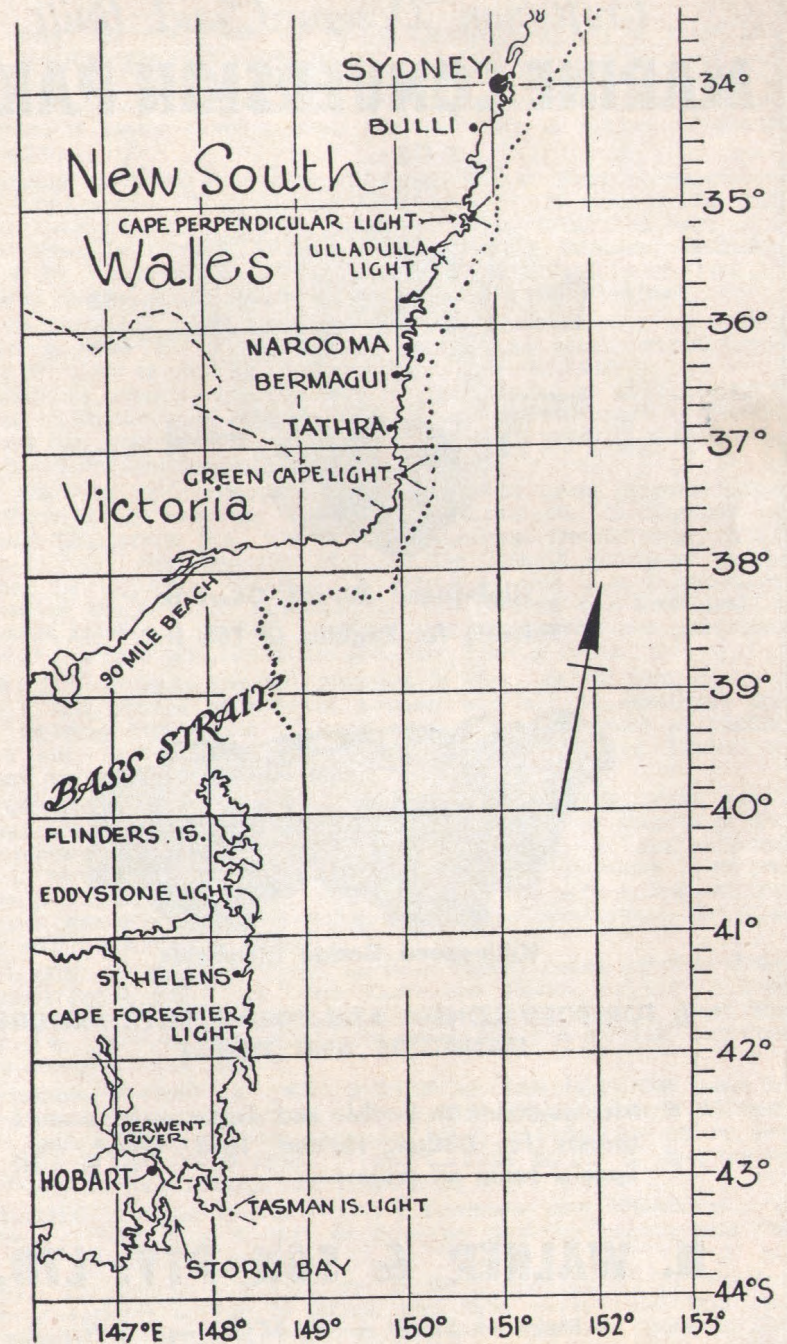 SYDNEY
34°
BULLI
New South
35°
CAPE PERPENDICULAR LIGHT
Wales
ULLADULLA
LIGHT
36°
NAROOMA
BERMAGUI
TATHRA
37°
GREEN CAPE LIGHT
Victoria
38°
90 MILE BEACH
39°
BASS STRAIT
40°
FLINDERS. IS.
EDDYSTONE LIGHT
41°
ST. HELENS
CAPE FORESTIER
LIGHT
42°
DERWENT
RIVER
HOBART
43°
TASMAN IS. LIGHT
STORM BAY
44°S
147°E 148° 149° 150° 151° 152° 153°